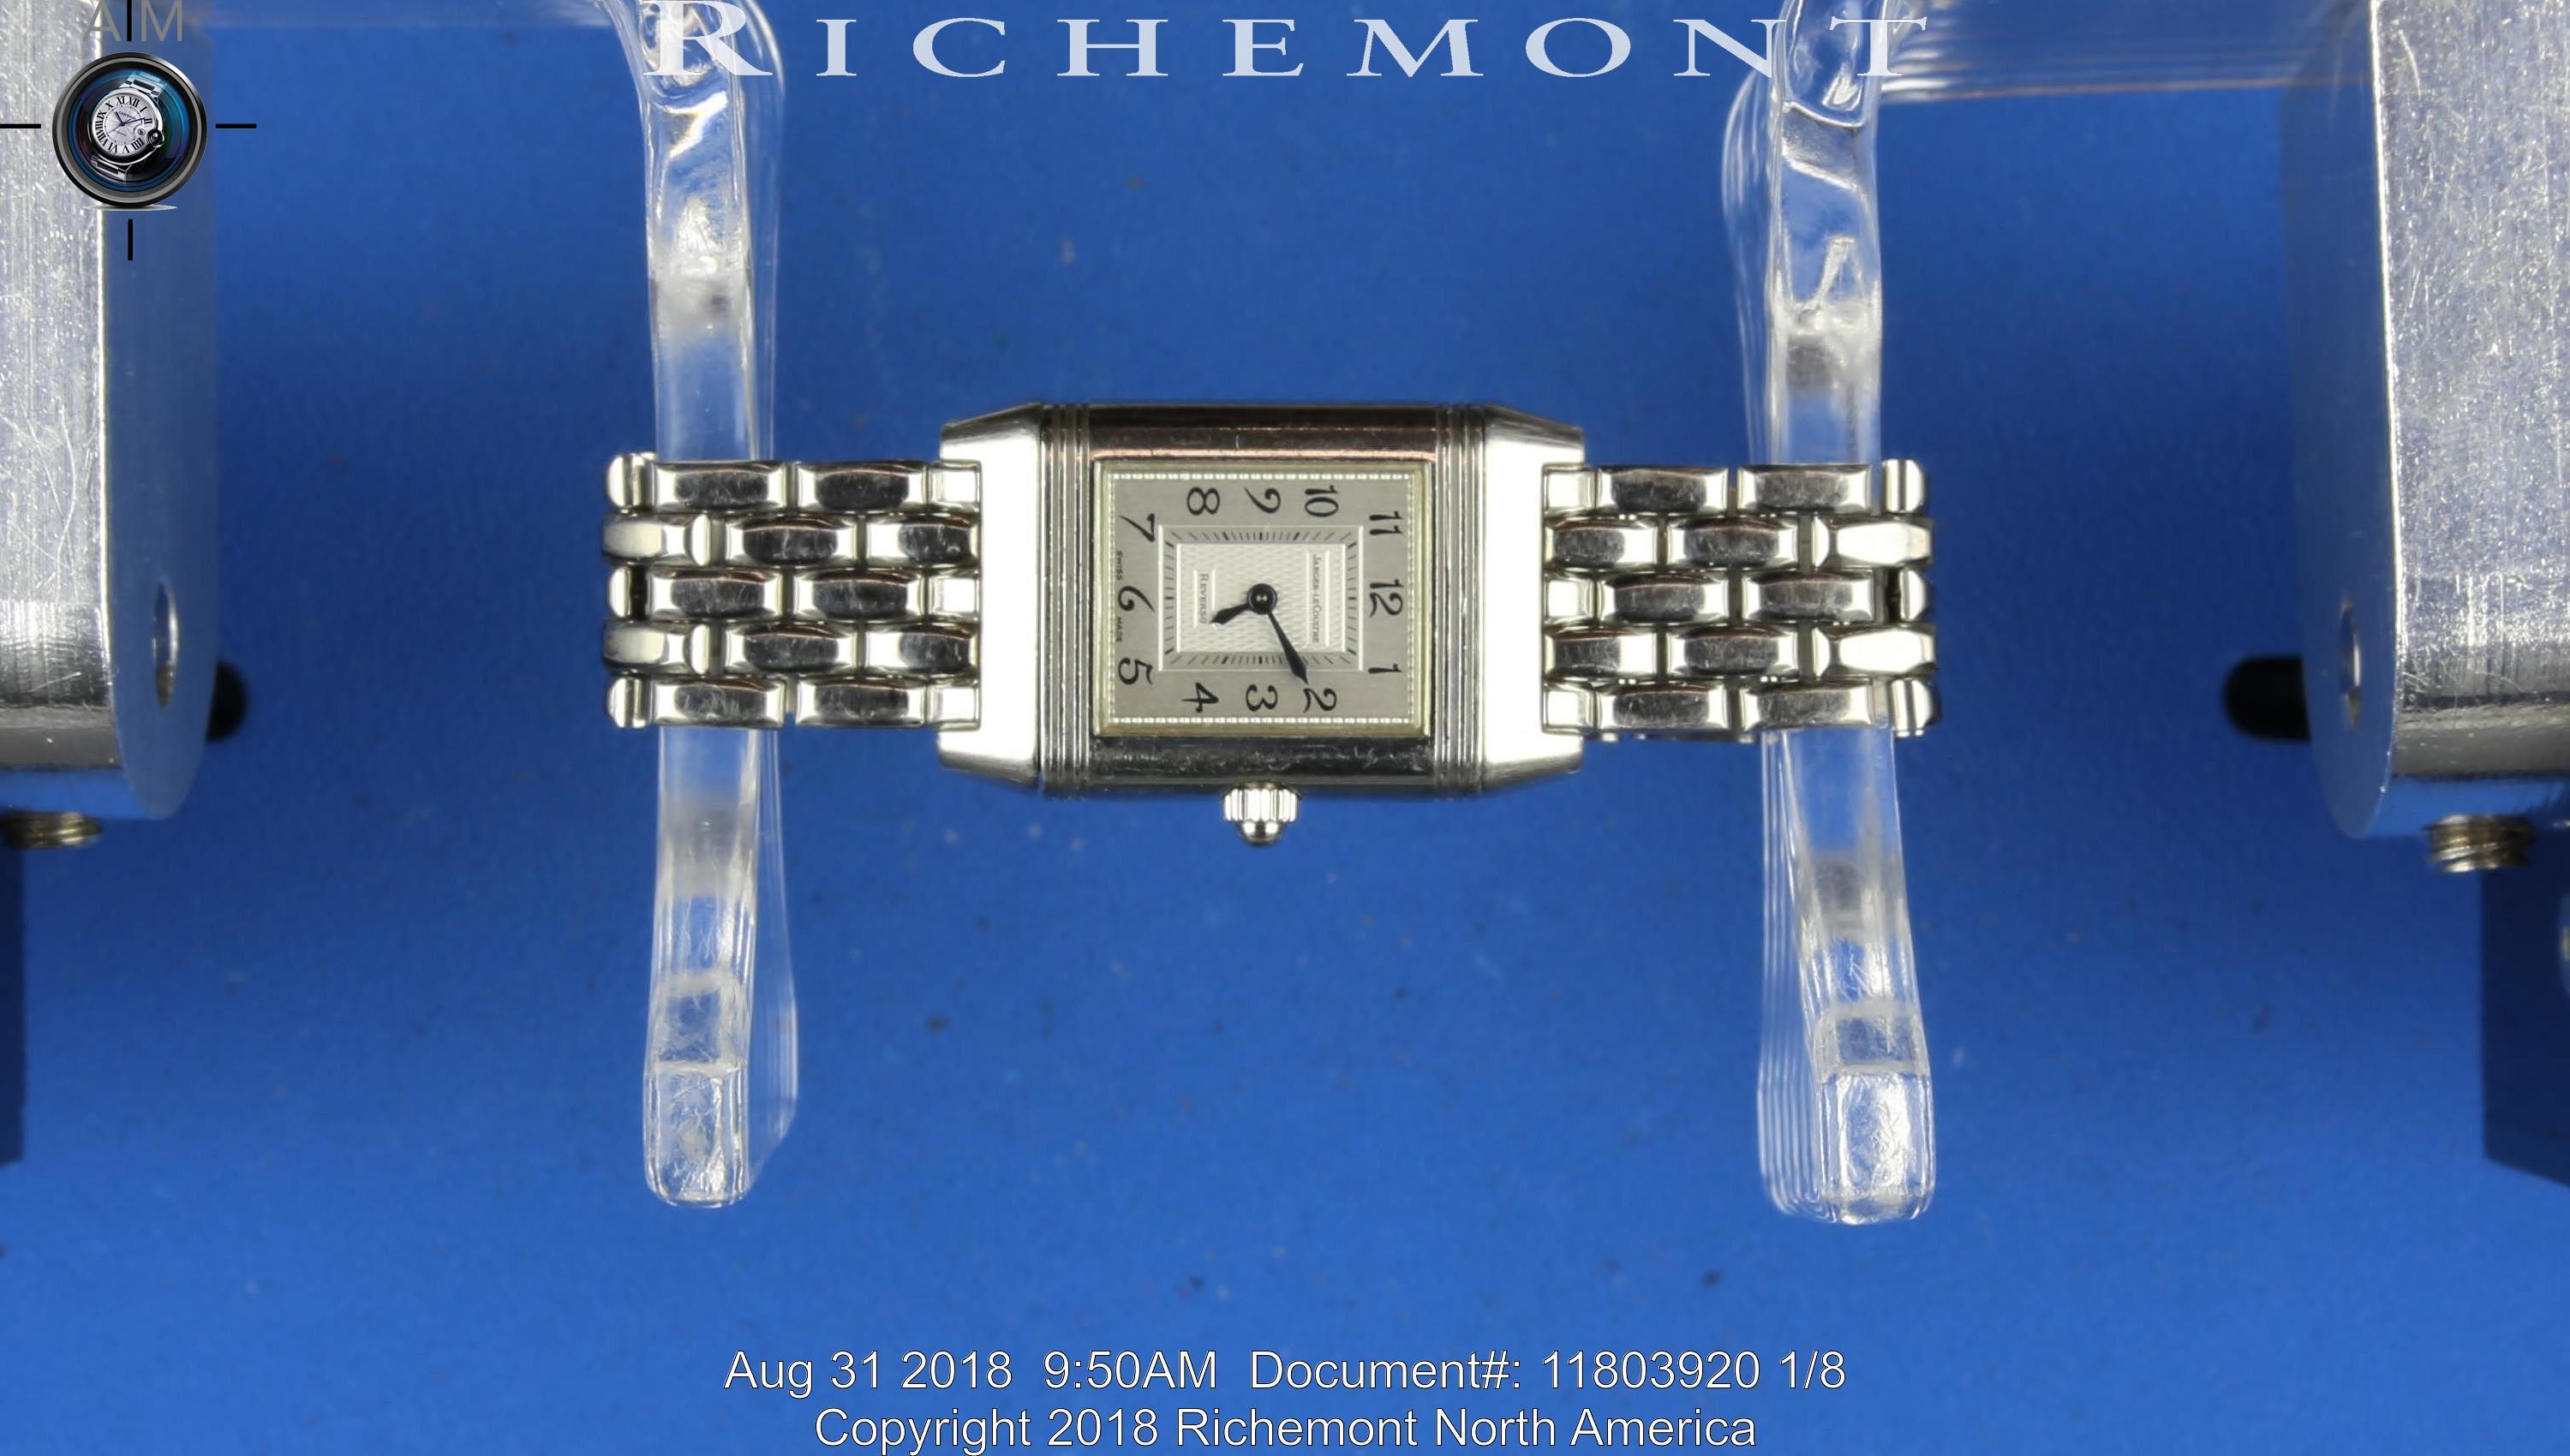 AM
RICHEMONT
8 9 10
7 11
SWISS 6 MADE
REVERSO
JAEGER-LECOULTRE
12
5 1
4 3 2
Aug 31 2018 9:50AM Document#: 11803920 1/8
Copyright 2018 Richemont North America